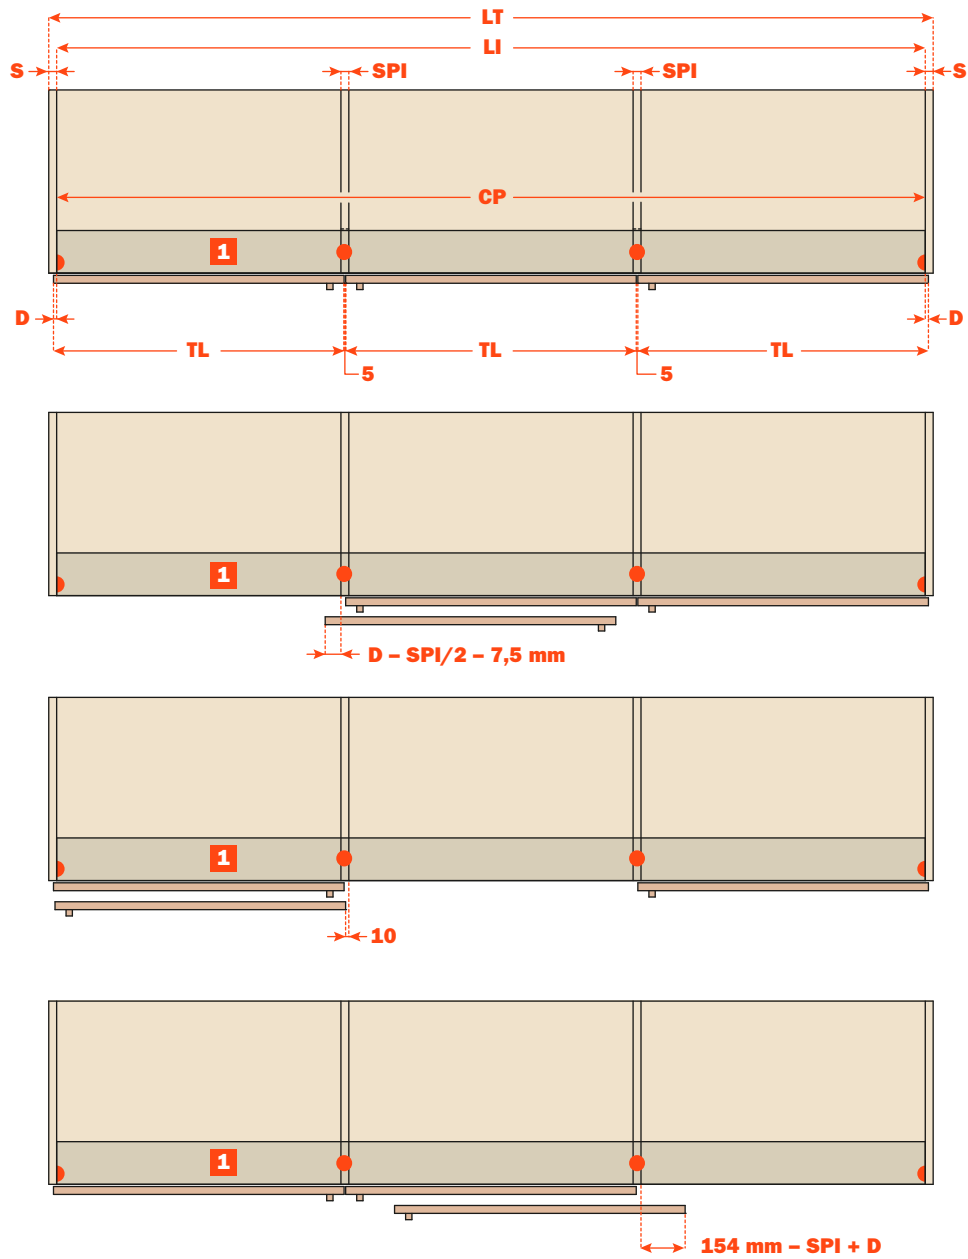 LT
LI
S SPI SPI S
CP
1
D D
TL TL TL
5 5
1
D – SPI/2 – 7,5 mm
1
10
1
154 mm – SPI + D